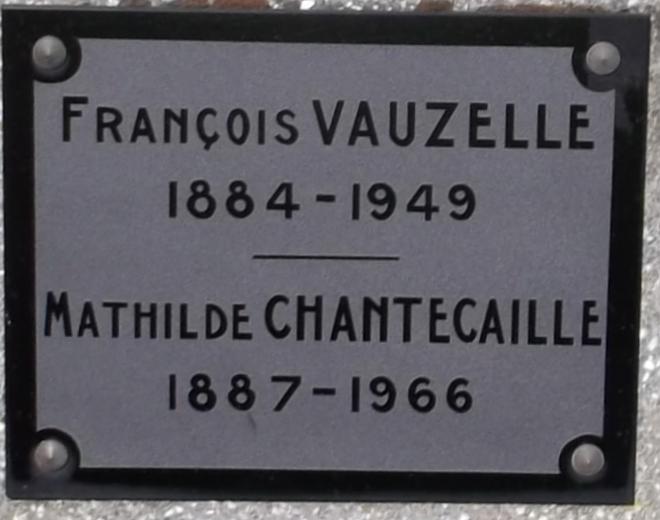 François VAUZELLE
1884-1949
Mathilde CHANTECAILLE
1887-1966